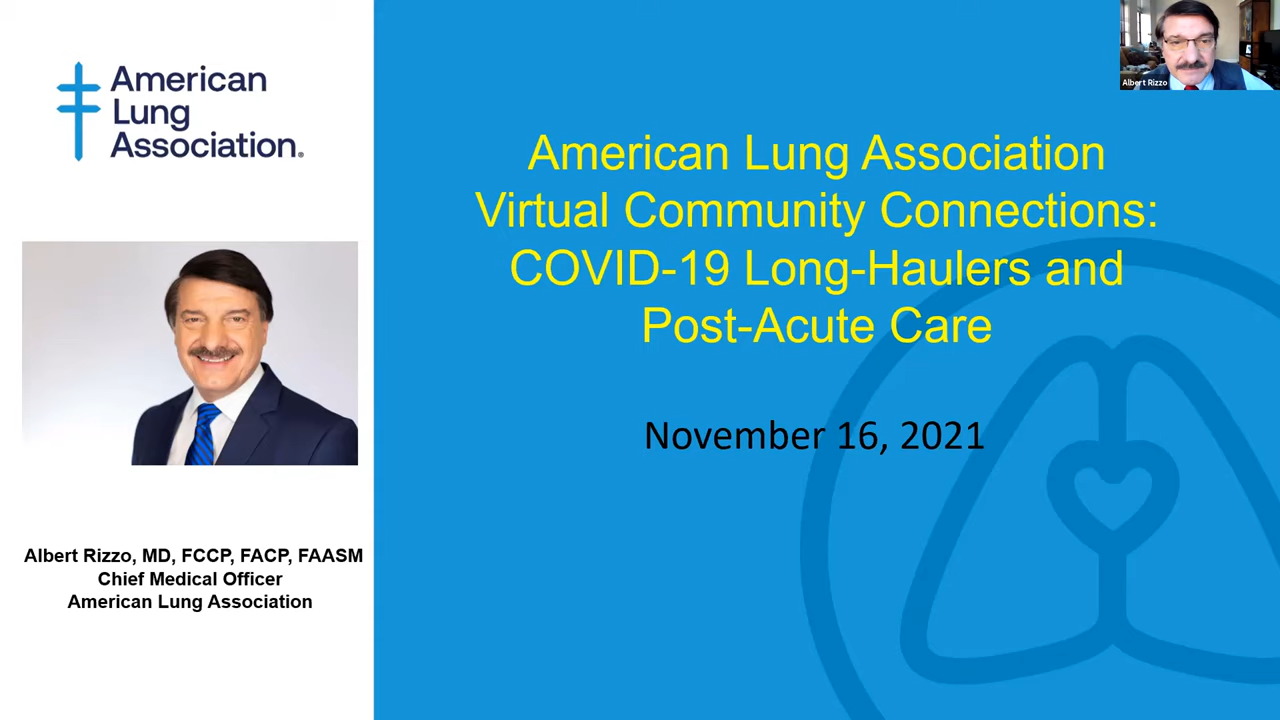 American
Lung
Association®
Albert Rizzo, MD, FCCP, FACP, FAASM
Chief Medical Officer
American Lung Association
American Lung Association
Virtual Community Connections:
COVID-19 Long-Haulers and
Post-Acute Care
November 16, 2021
Albert Rizzo